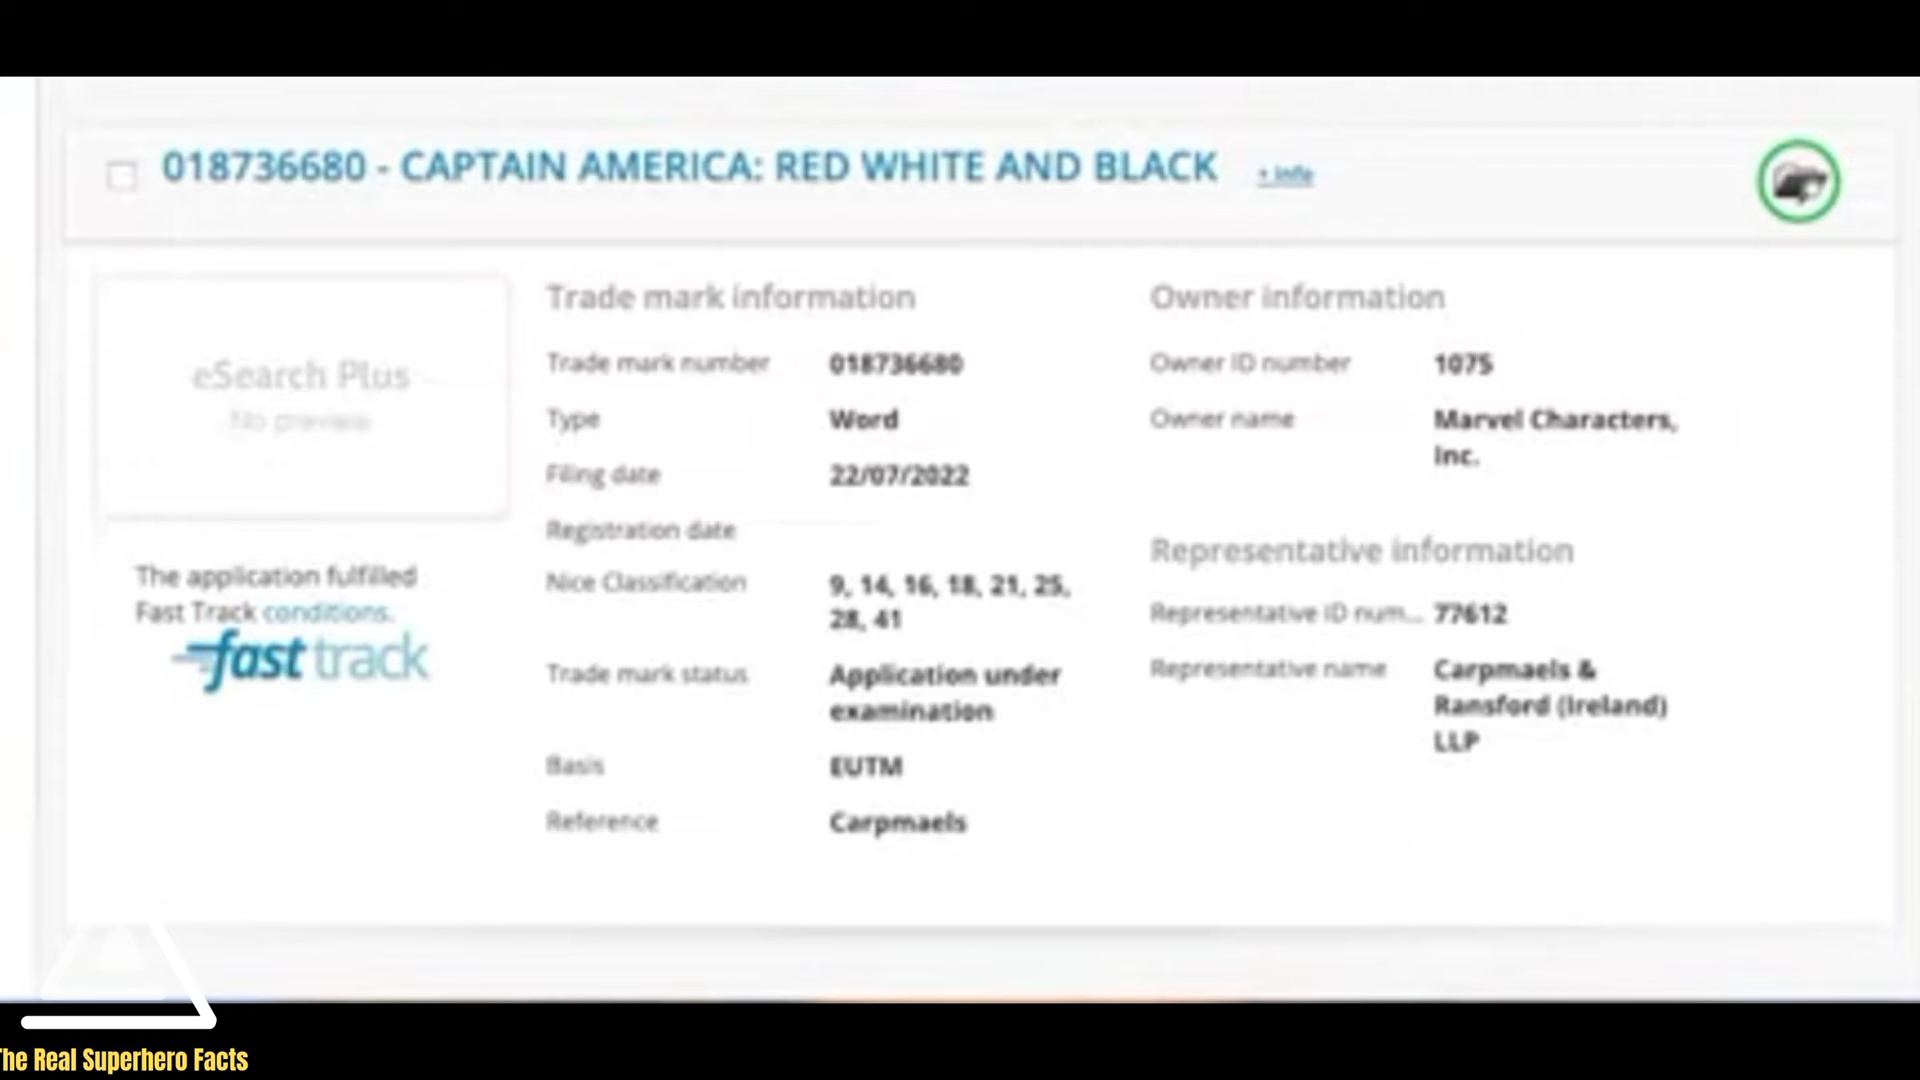 018736680 - CAPTAIN AMERICA: RED WHITE AND BLACK + Info
eSearch Plus
No preview
The application fulfilled
Fast Track conditions.
fast track
Trade mark information
Trade mark number 018736680
Type Word
Filing date 22/07/2022
Registration date
Nice Classification 9, 14, 16, 18, 21, 25,
28, 41
Trade mark status Application under
examination
Basis EUTM
Reference Carpmaels
Owner information
Owner ID number 1075
Owner name Marvel Characters,
Inc.
Representative information
Representative ID num... 77612
Representative name Carpmaels &
Ransford (Ireland)
LLP
The Real Superhero Facts